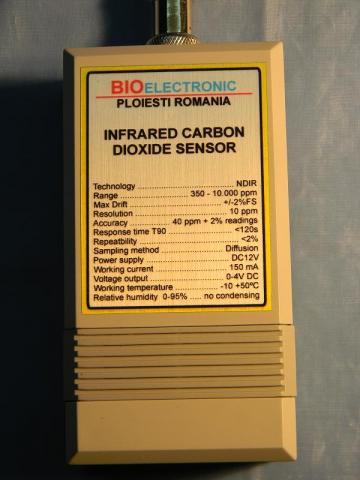 BIOELECTRONIC
PLOIESTI ROMANIA
INFRARED CARBON
DIOXIDE SENSOR
Technology ........................... NDIR
Range ................. 350 - 10.000 ppm
Max Drift ............................ +/-2%FS
Resolution ........................... 10 ppm
Accuracy ......... 40 ppm + 2% readings
Response time T90 .................. <120s
Repeatbility ............................ <2%
Sampling method ............... Diffusion
Power supply ....................... DC12V
Working current ................... 150 mA
Voltage output .................... 0-4V DC
Working temperature ....... -10 +50ºC
Relative humidity 0-95% ..... no condensing